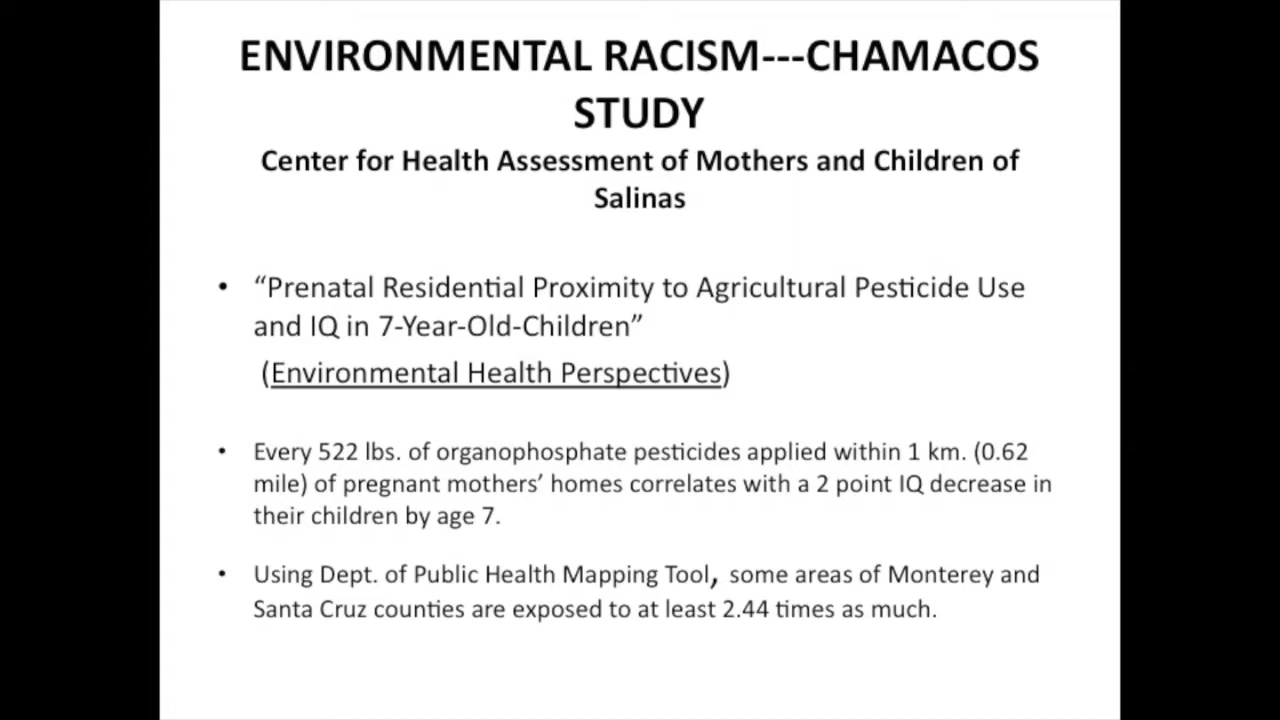 ENVIRONMENTAL RACISM---CHAMACOS
STUDY
Center for Health Assessment of Mothers and Children of
Salinas
• “Prenatal Residential Proximity to Agricultural Pesticide Use
and IQ in 7-Year-Old-Children”
(Environmental Health Perspectives)
• Every 522 lbs. of organophosphate pesticides applied within 1 km. (0.62
mile) of pregnant mothers’ homes correlates with a 2 point IQ decrease in
their children by age 7.
• Using Dept. of Public Health Mapping Tool, some areas of Monterey and
Santa Cruz counties are exposed to at least 2.44 times as much.